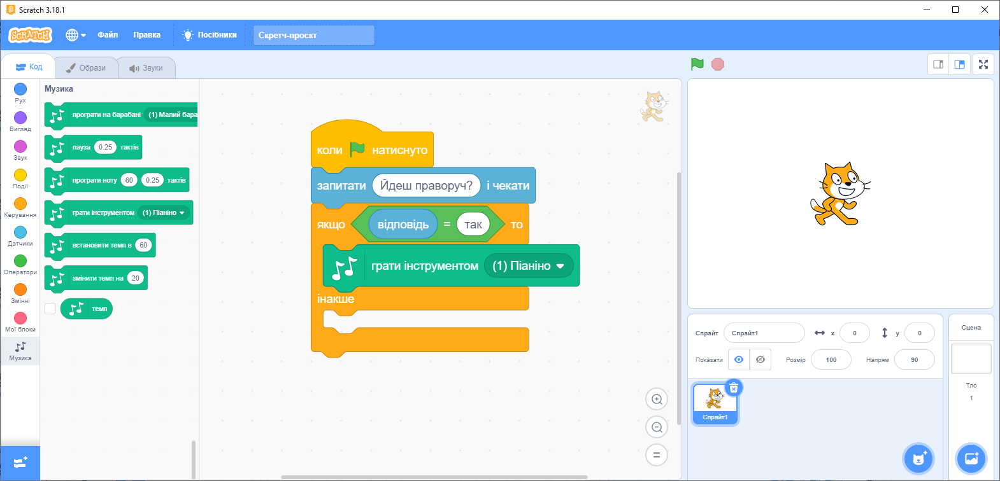 Scratch 3.18.1
SCRATCH
Файл
Правка
Посібники
Скретч-проєкт
Код
Образи
Звуки
Рух
Вигляд
Звук
Події
Керування
Датчики
Оператори
Змінні
Мої блоки
Музика
Музика
програти на барабані (1) Малий бара
пауза 0.25 тактів
програти ноту 60 0.25 тактів
грати інструментом (1) Піаніно
встановити темп в 60
змінити темп на 20
темп
коли натиснуто
запитати Йдеш праворуч? і чекати
якщо відповідь = так то
грати інструментом (1) Піаніно
інакше
Спрайт Спрайт1 x 0 y 0
Показати Розмір 100 Напрям 90
Спрайт1
Сцена
Тло
1